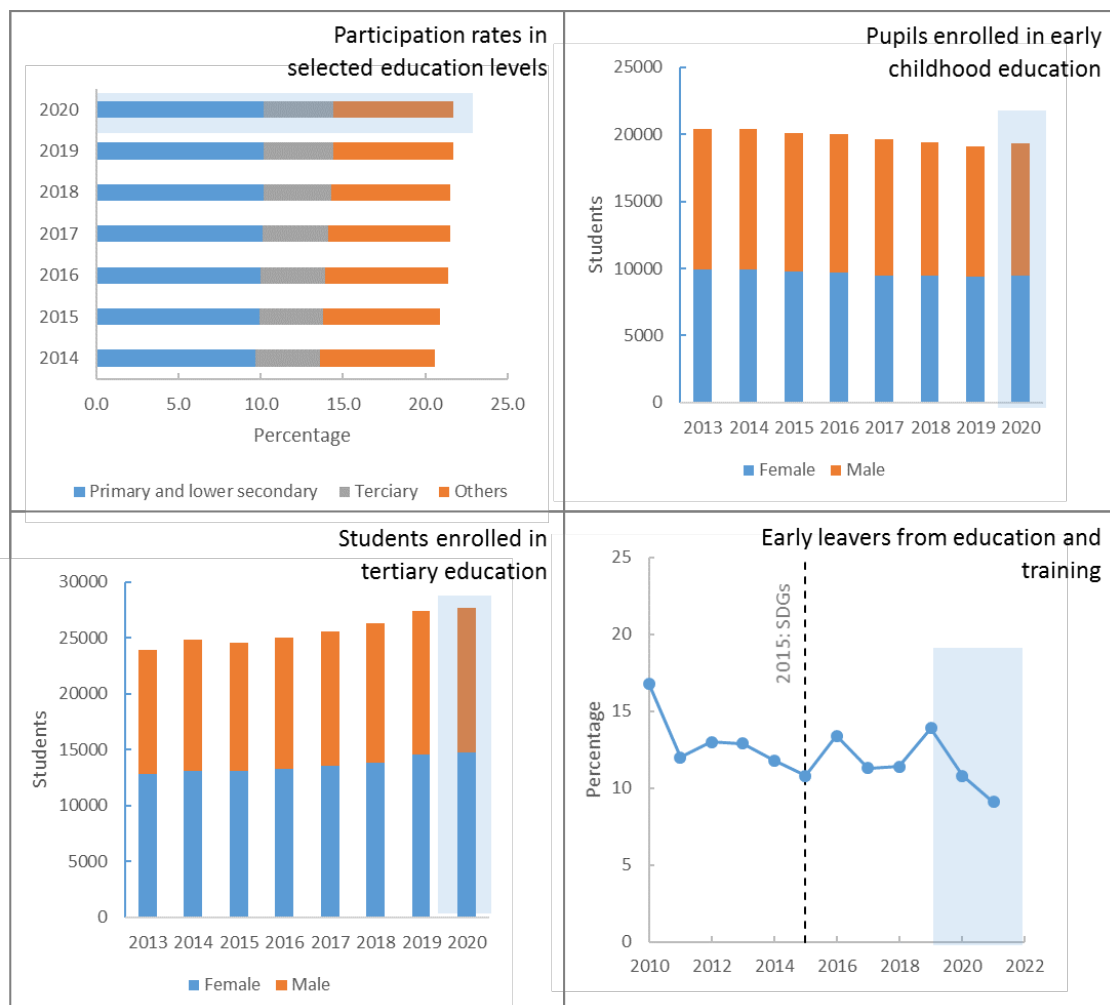 Participation rates in
selected education levels
2020
2019
2018
2017
2016
2015
2014
0.0 5.0 10.0 15.0 20.0 25.0
Percentage
Primary and lower secondary Terciary Others
Pupils enrolled in early
childhood education
25000
20000
15000
10000
5000
0
Students
2013 2014 2015 2016 2017 2018 2019 2020
Female Male
Students enrolled in
tertiary education
30000
25000
20000
15000
10000
5000
0
Students
2013 2014 2015 2016 2017 2018 2019 2020
Female Male
Early leavers from education and
training
25
20
15
10
5
0
Percentage
2015: SDGs
2010 2012 2014 2016 2018 2020 2022